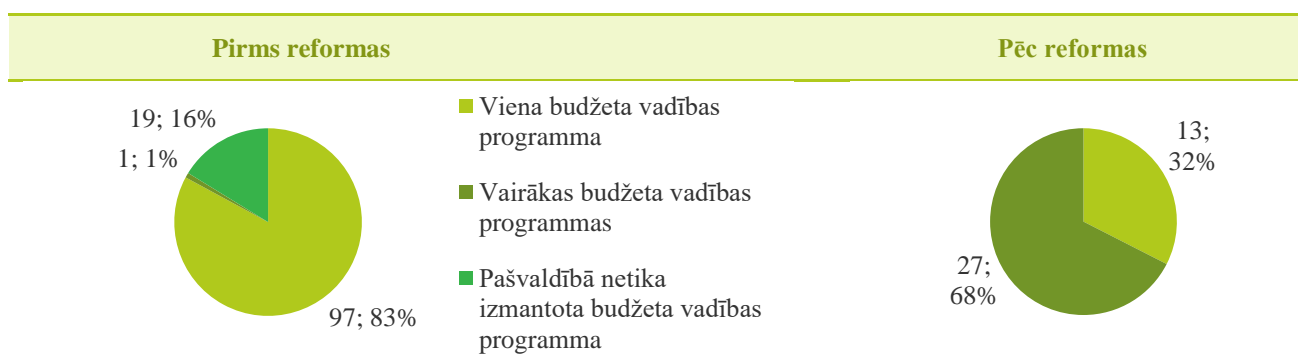 Pirms reformas
Pēc reformas
19; 16%
1; 1%
97; 83%
Viena budžeta vadības
programma
Vairākas budžeta vadības
programmas
Pašvaldībā netika
izmantota budžeta vadības
programma
13;
32%
27;
68%